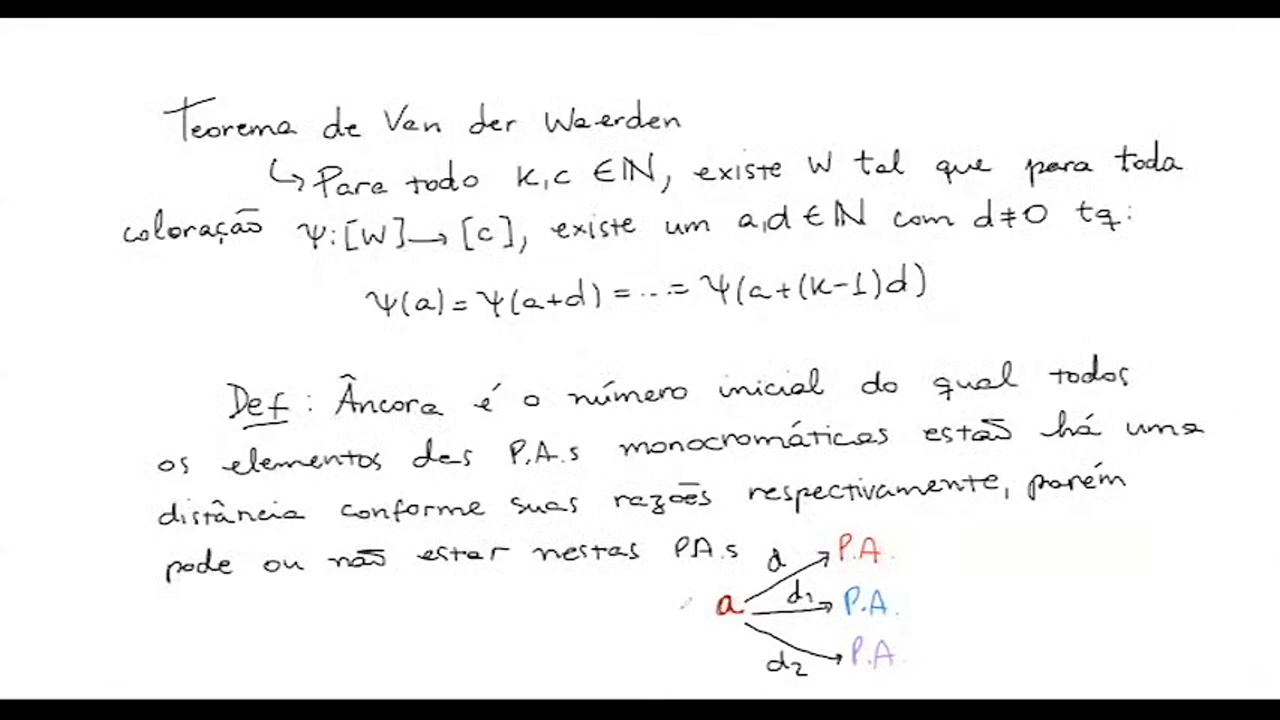 Teorema de Van der Waerden
↳ Para todo k,c ∈ ℕ, existe W tal que para toda
coloração Ψ:[W]→[c], existe um a,d ∈ ℕ com d≠0 tq:
Ψ(a)=Ψ(a+d)=...=Ψ(a+(k-1)d)
Def: Âncora é o número inicial do qual todos
os elementos das P.A.s monocromáticas estão há uma
distância conforme suas razões respectivamente, porém
pode ou não estar nestas PA.s
d P.A.
a d1 P.A.
d2 P.A.